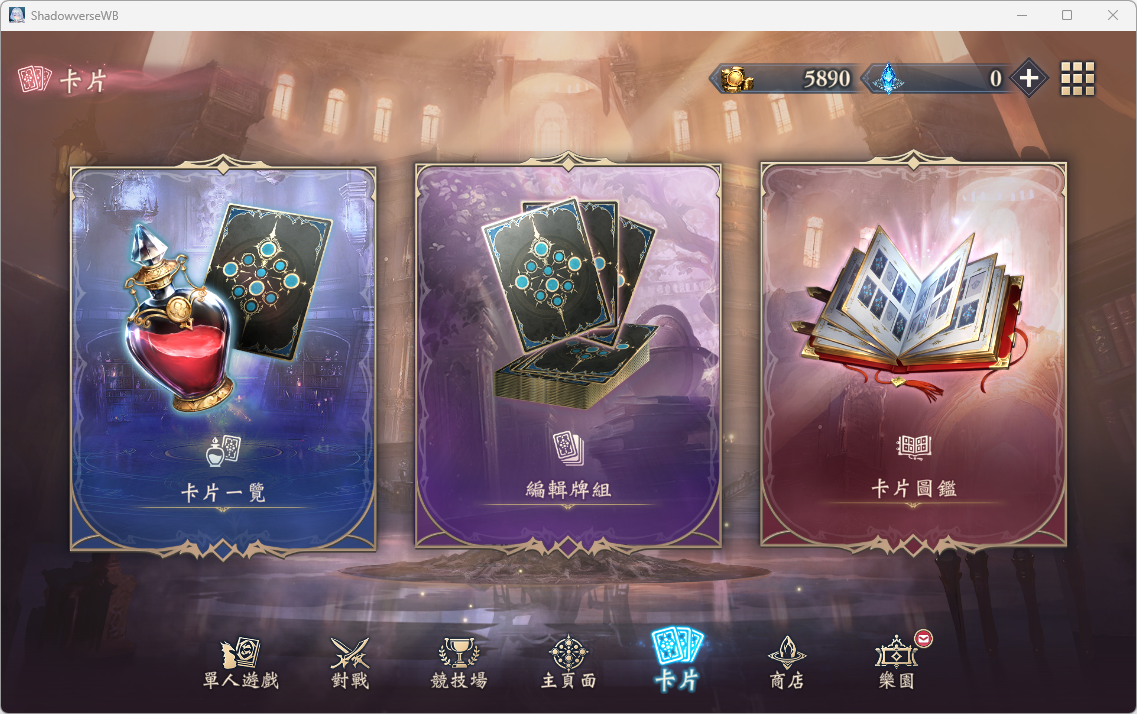 ShadowverseWB
卡片
5890
0
卡片一覽
編輯牌組
卡片圖鑑
單人遊戲
對戰
競技場
主頁面
卡片
商店
樂園